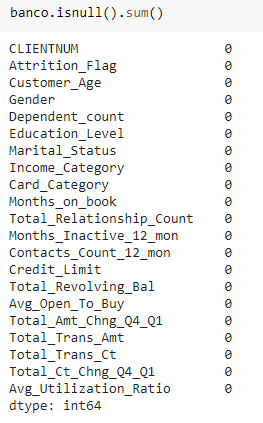 banco.isnull().sum()
CLIENTNUM 0
Attrition_Flag 0
Customer_Age 0
Gender 0
Dependent_count 0
Education_Level 0
Marital_Status 0
Income_Category 0
Card_Category 0
Months_on_book 0
Total_Relationship_Count 0
Months_Inactive_12_mon 0
Contacts_Count_12_mon 0
Credit_Limit 0
Total_Revolving_Bal 0
Avg_Open_To_Buy 0
Total_Amt_Chng_Q4_Q1 0
Total_Trans_Amt 0
Total_Trans_Ct 0
Total_Ct_Chng_Q4_Q1 0
Avg_Utilization_Ratio 0
dtype: int64